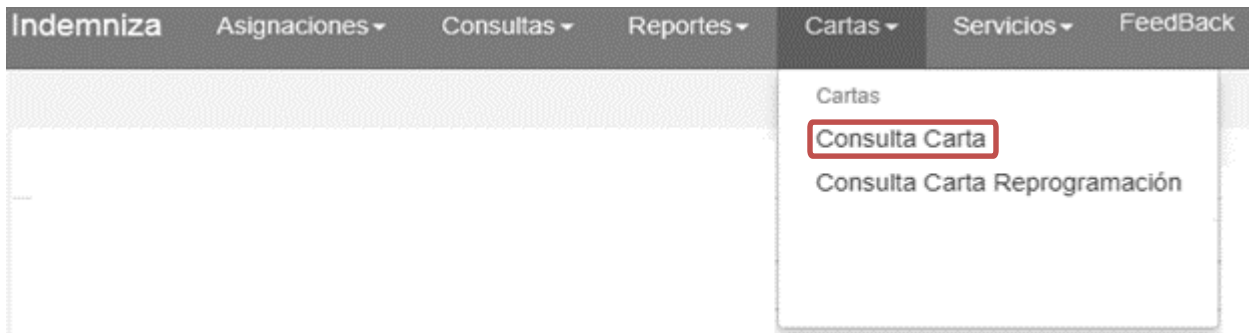 Indemniza Asignaciones Consultas Reportes Cartas Servicios FeedBack
Cartas
Consulta Carta
Consulta Carta Reprogramación